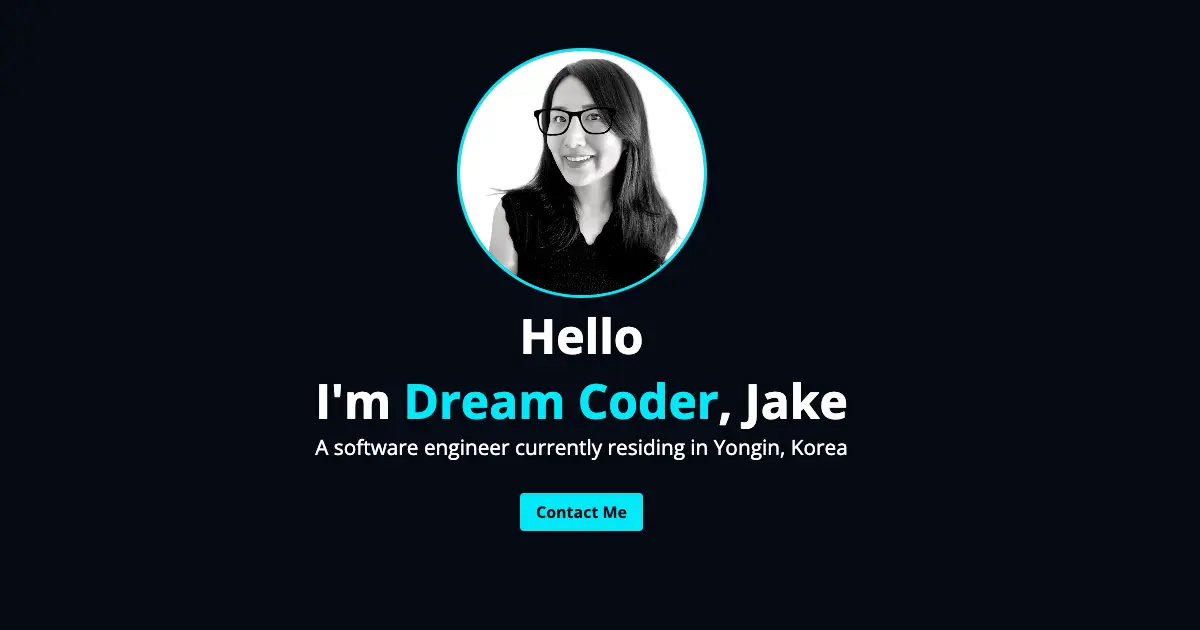 Hello
I'm Dream Coder, Jake
A software engineer currently residing in Yongin, Korea
Contact Me